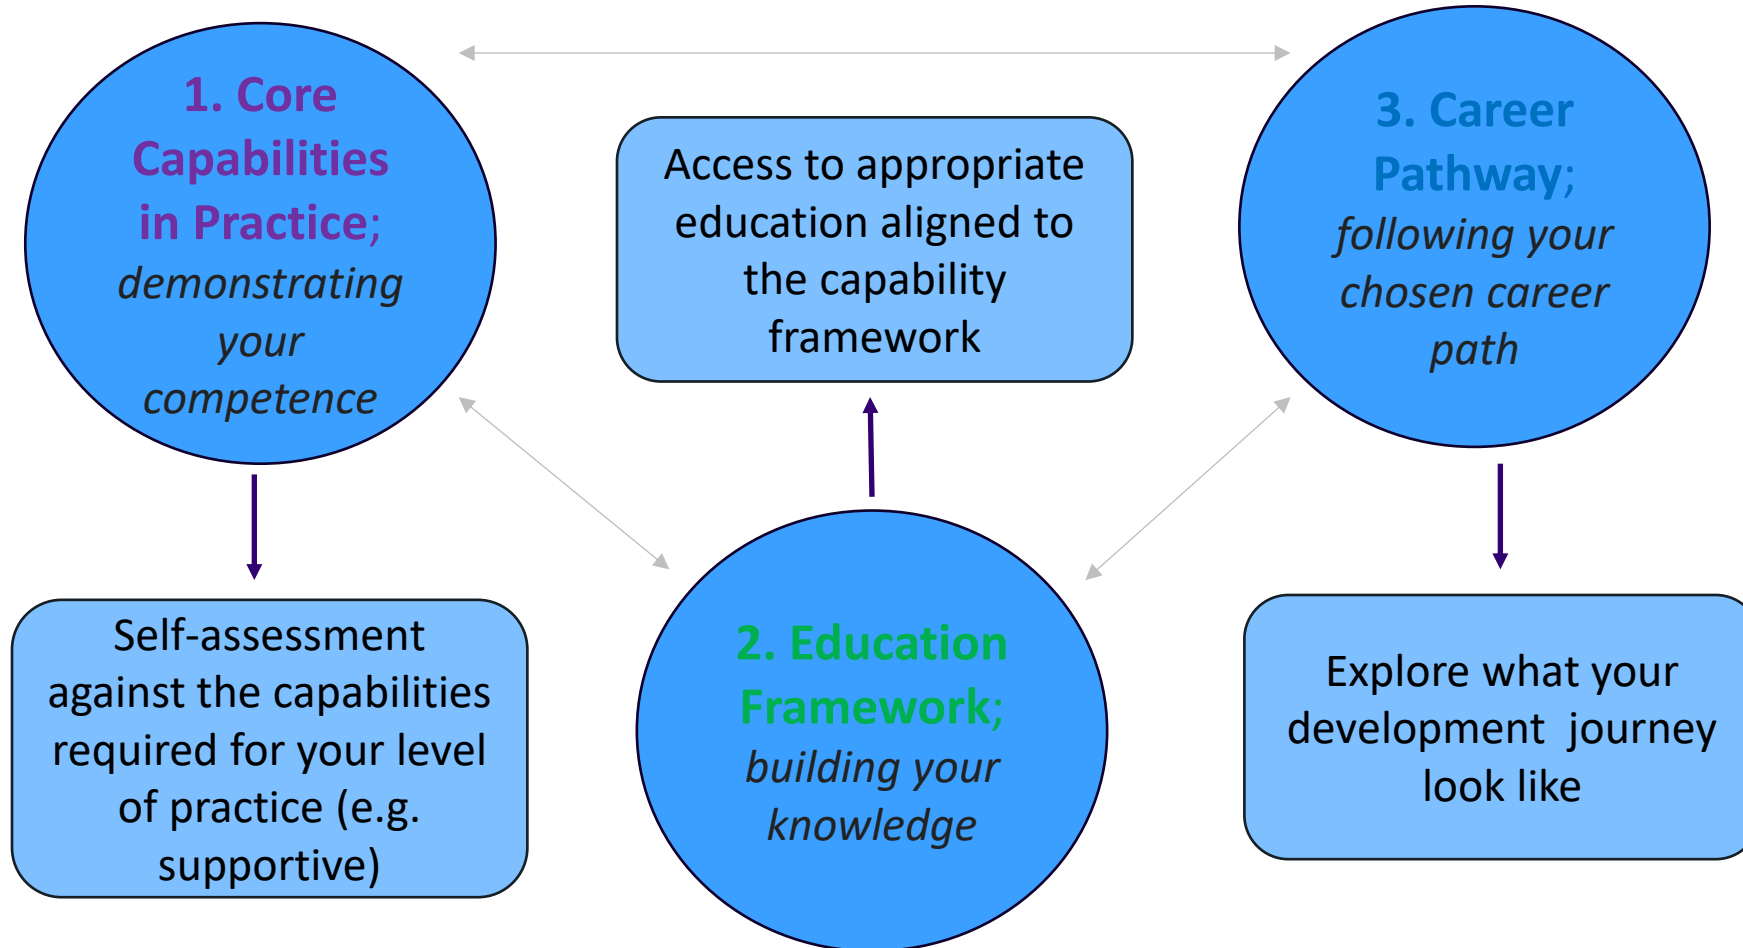 1. Core
Capabilities
in Practice;
demonstrating
your
competence
Self-assessment
against the capabilities
required for your level
of practice (e.g.
supportive)
Access to appropriate
education aligned to
the capability
framework
2. Education
Framework;
building your
knowledge
3. Career
Pathway;
following your
chosen career
path
Explore what your
development  journey
look like